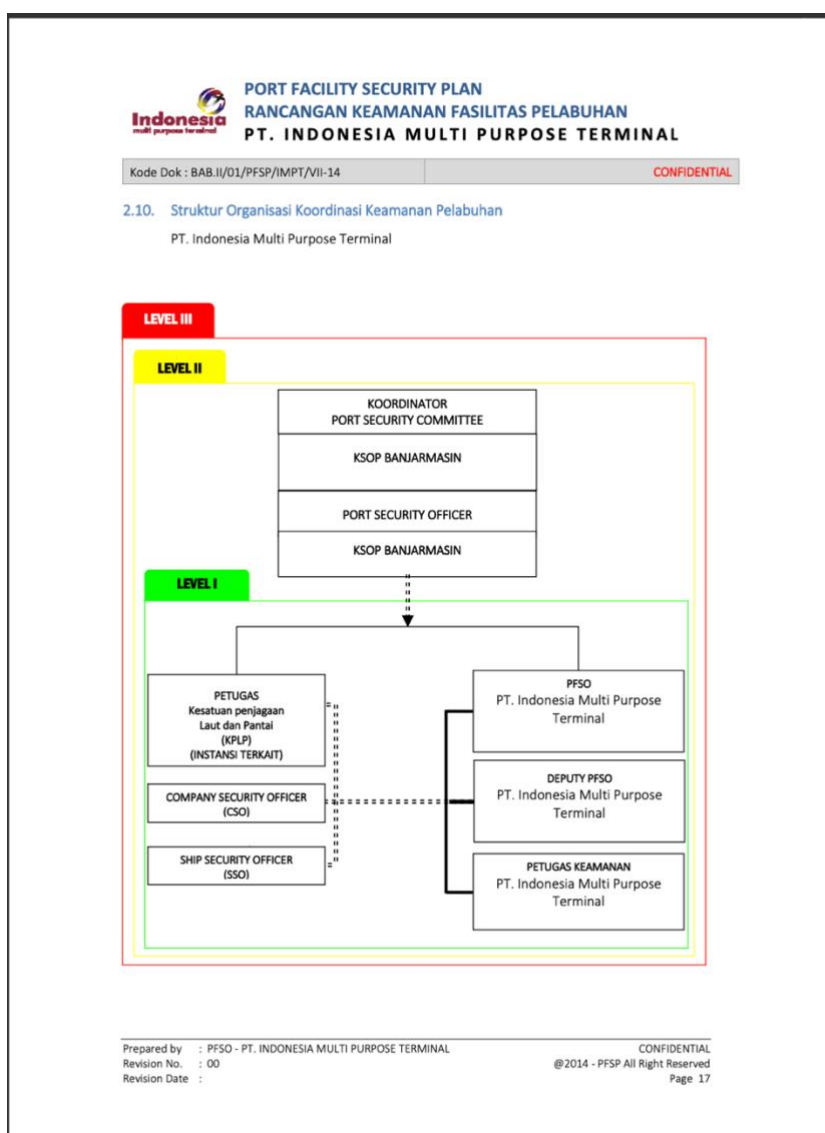 Indonesia
multi purpose terminal
PORT FACILITY SECURITY PLAN
RANCANGAN KEAMANAN FASILITAS PELABUHAN
PT. INDONESIA MULTI PURPOSE TERMINAL
Kode Dok : BAB.II/01/PFSP/IMPT/VII-14 CONFIDENTIAL
2.10. Struktur Organisasi Koordinasi Keamanan Pelabuhan
PT. Indonesia Multi Purpose Terminal
LEVEL III
LEVEL II
KOORDINATOR
PORT SECURITY COMMITTEE
KSOP BANJARMASIN
PORT SECURITY OFFICER
KSOP BANJARMASIN
LEVEL I
PETUGAS
Kesatuan penjagaan
Laut dan Pantai
(KPLP)
(INSTANSI TERKAIT)
COMPANY SECURITY OFFICER
(CSO)
SHIP SECURITY OFFICER
(SSO)
PFSO
PT. Indonesia Multi Purpose
Terminal
DEPUTY PFSO
PT. Indonesia Multi Purpose
Terminal
PETUGAS KEAMANAN
PT. Indonesia Multi Purpose
Terminal
Prepared by : PFSO - PT. INDONESIA MULTI PURPOSE TERMINAL CONFIDENTIAL
Revision No. : 00 @2014 - PFSP All Right Reserved
Revision Date : Page 17